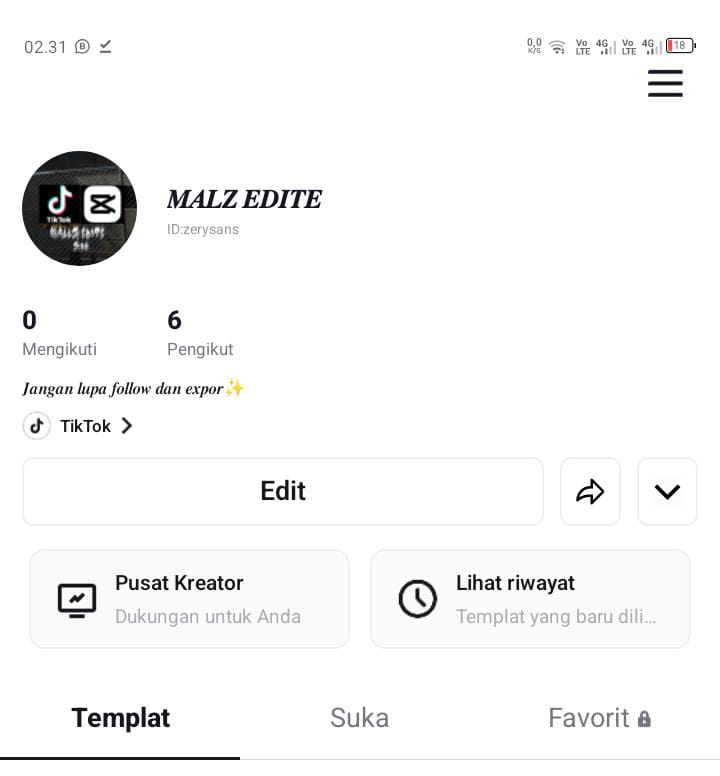 02.31
0,0 K/S Vo LTE 4G Vo LTE 4G 18
TikTok
MALZ EDITE
ID:zerysans
0 6
Mengikuti Pengikut
Jangan lupa follow dan expor✨
TikTok
Edit
Pusat Kreator Lihat riwayat
Dukungan untuk Anda Templat yang baru dili...
Templat Suka Favorit